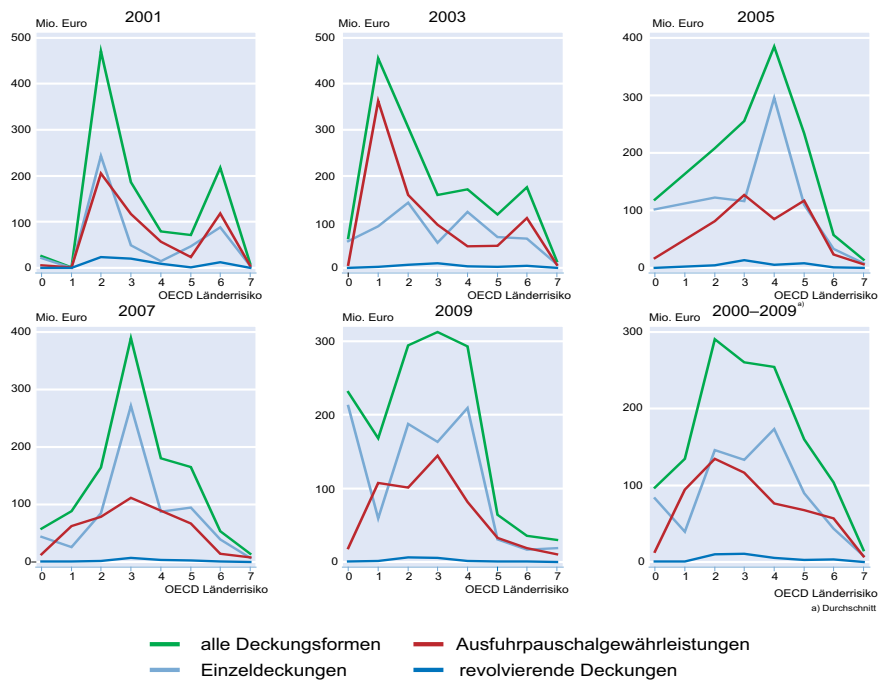 2001
Mio. Euro
500
400
300
200
100
0
0 1 2 3 4 5 6 7
OECD Länderrisiko
2003
Mio. Euro
500
400
300
200
100
0
0 1 2 3 4 5 6 7
OECD Länderrisiko
2005
Mio. Euro
400
300
200
100
0
0 1 2 3 4 5 6 7
OECD Länderrisiko
2007
Mio. Euro
400
300
200
100
0
0 1 2 3 4 5 6 7
OECD Länderrisiko
2009
Mio. Euro
300
200
100
0
0 1 2 3 4 5 6 7
OECD Länderrisiko
2000–2009 a)
Mio. Euro
300
200
100
0
0 1 2 3 4 5 6 7
OECD Länderrisiko
a) Durchschnitt
alle Deckungsformen
Ausfuhrpauschalgewährleistungen
Einzeldeckungen
revolvierende Deckungen